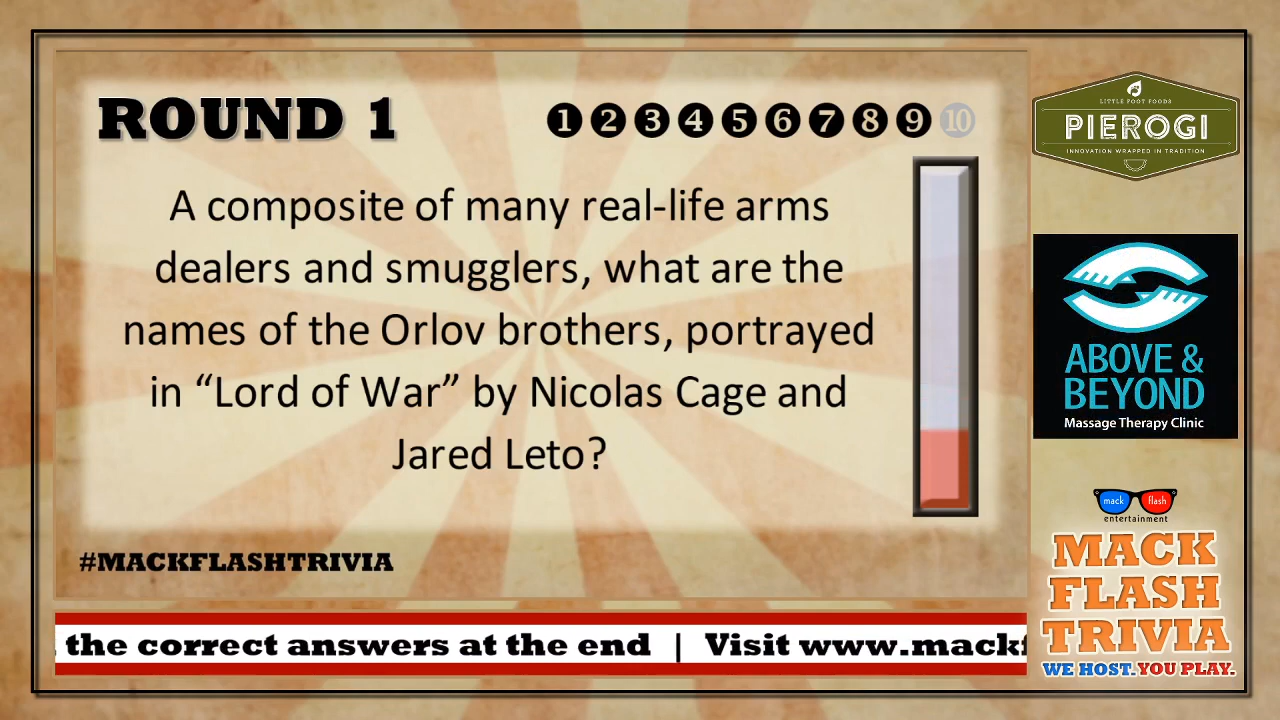 ROUND 1
1 2 3 4 5 6 7 8 9 10
A composite of many real-life arms
dealers and smugglers, what are the
names of the Orlov brothers, portrayed
in “Lord of War” by Nicolas Cage and
Jared Leto?
#MACKFLASHTRIVIA
the correct answers at the end | Visit www.mackf
LITTLE FOOT FOODS
PIEROGI
INNOVATION WRAPPED IN TRADITION
ABOVE &
BEYOND
Massage Therapy Clinic
mack flash
entertainment
MACK
FLASH
TRIVIA
WE HOST. YOU PLAY.